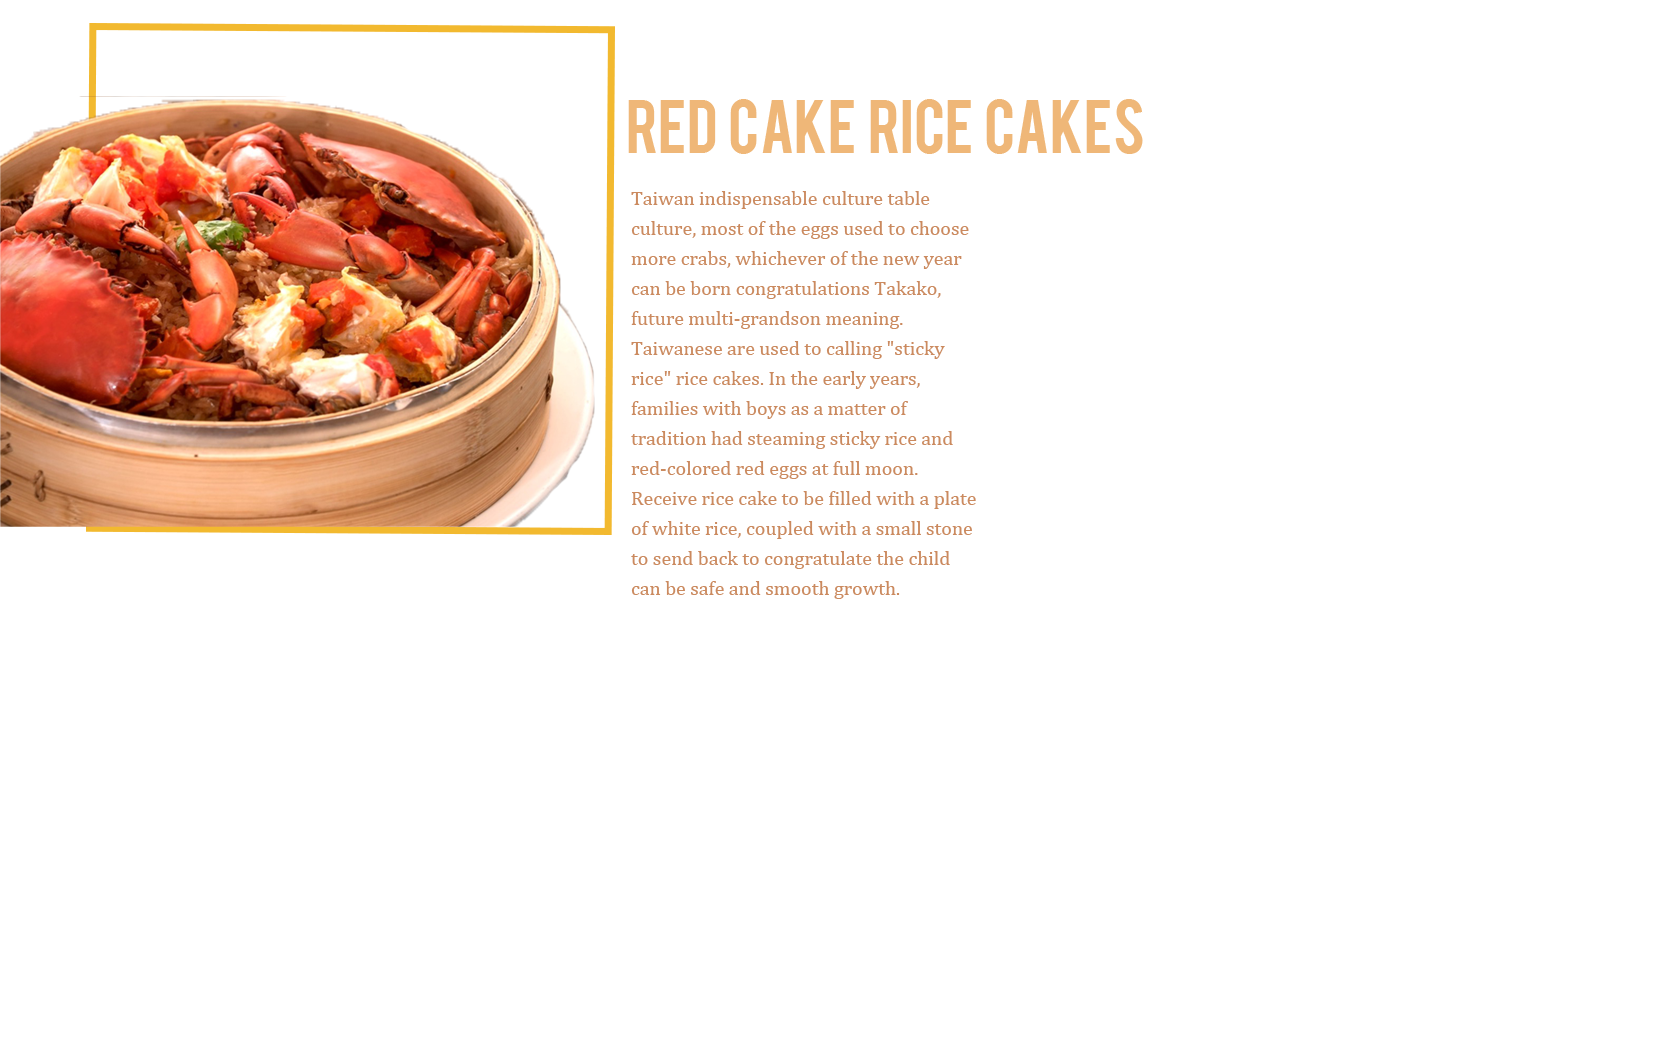 RED CAKE RICE CAKES
Taiwan indispensable culture table
culture, most of the eggs used to choose
more crabs, whichever of the new year
can be born congratulations Takako,
future multi-grandson meaning.
Taiwanese are used to calling "sticky
rice" rice cakes. In the early years,
families with boys as a matter of
tradition had steaming sticky rice and
red-colored red eggs at full moon.
Receive rice cake to be filled with a plate
of white rice, coupled with a small stone
to send back to congratulate the child
can be safe and smooth growth.